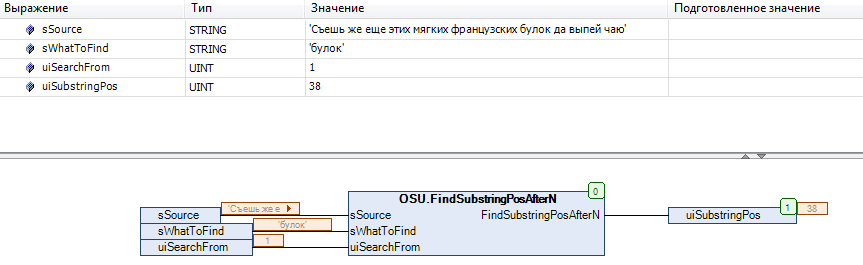 Выражение Тип Значение Подготовленное значение
sSource STRING 'Съешь же еще этих мягких французских булок да выпей чаю'
sWhatToFind STRING 'булок'
uiSearchFrom UINT 1
uiSubstringPos UINT 38
0
OSU.FindSubstringPosAfterN
sSource 'Съешь же е sSource FindSubstringPosAfterN uiSubstringPos 1 38
sWhatToFind 'булок' sWhatToFind
uiSearchFrom 1 uiSearchFrom